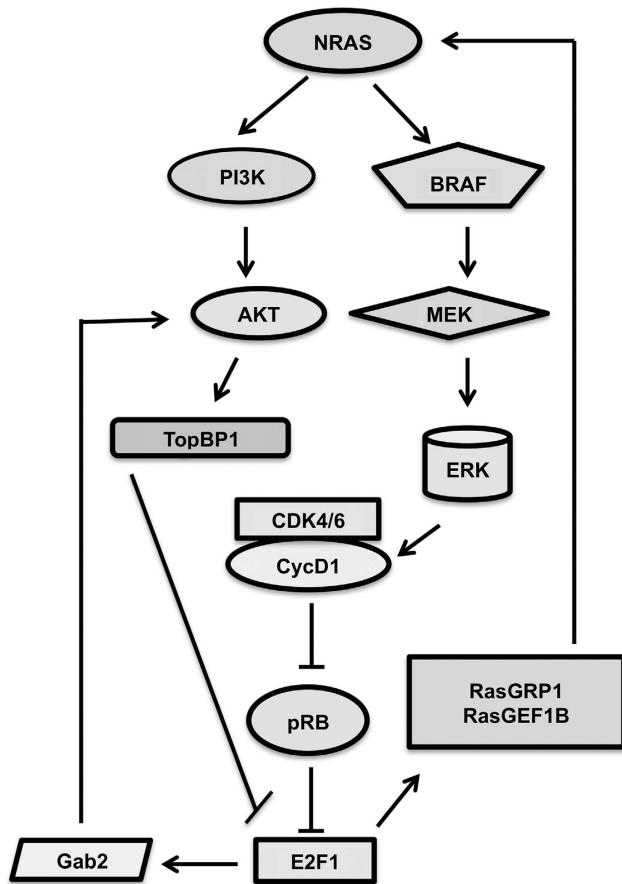 NRAS
PI3K
BRAF
AKT
MEK
TopBP1
ERK
CDK4/6
CycD1
RasGRP1
RasGEF1B
pRB
Gab2
E2F1